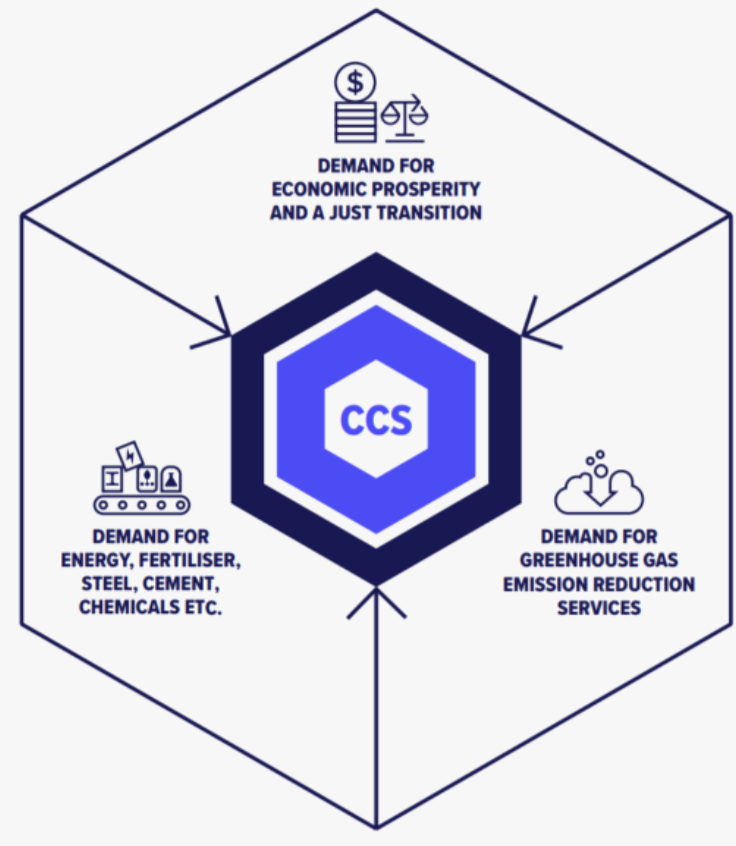 $
DEMAND FOR
ECONOMIC PROSPERITY
AND A JUST TRANSITION
CCS
DEMAND FOR
ENERGY, FERTILISER,
STEEL, CEMENT,
CHEMICALS ETC.
DEMAND FOR
GREENHOUSE GAS
EMISSION REDUCTION
SERVICES